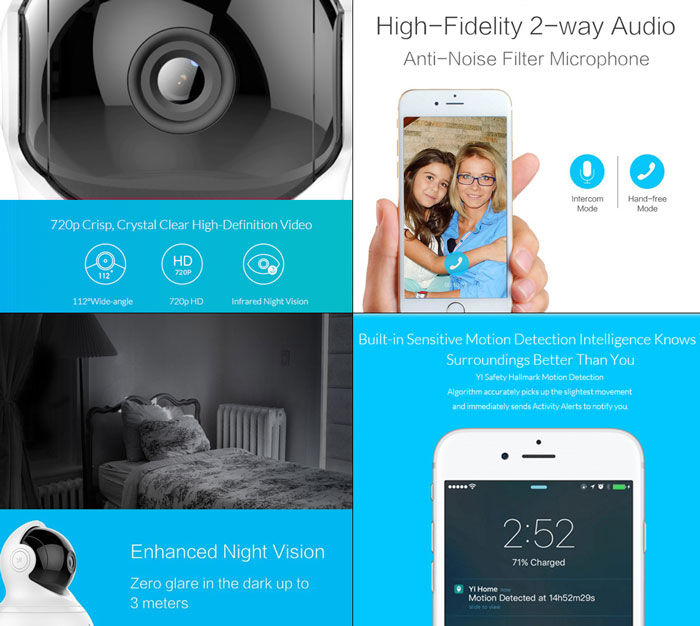 720p Crisp, Crystal Clear High-Definition Video
112°
HD
720P
112°Wide-angle
720p HD
Infrared Night Vision
High-Fidelity 2-way Audio
Anti-Noise Filter Microphone
Intercom
Mode
Hand-free
Mode
Enhanced Night Vision
Zero glare in the dark up to
3 meters
Built-in Sensitive Motion Detection Intelligence Knows
Surroundings Better Than You
YI Safety Hallmark Motion Detection
Algorithm accurately picks up the slightest movement
and immediately sends Activity Alerts to notify you.
2:52
71% Charged
YI Home now
Motion Detected at 14h52m29s
slide to view